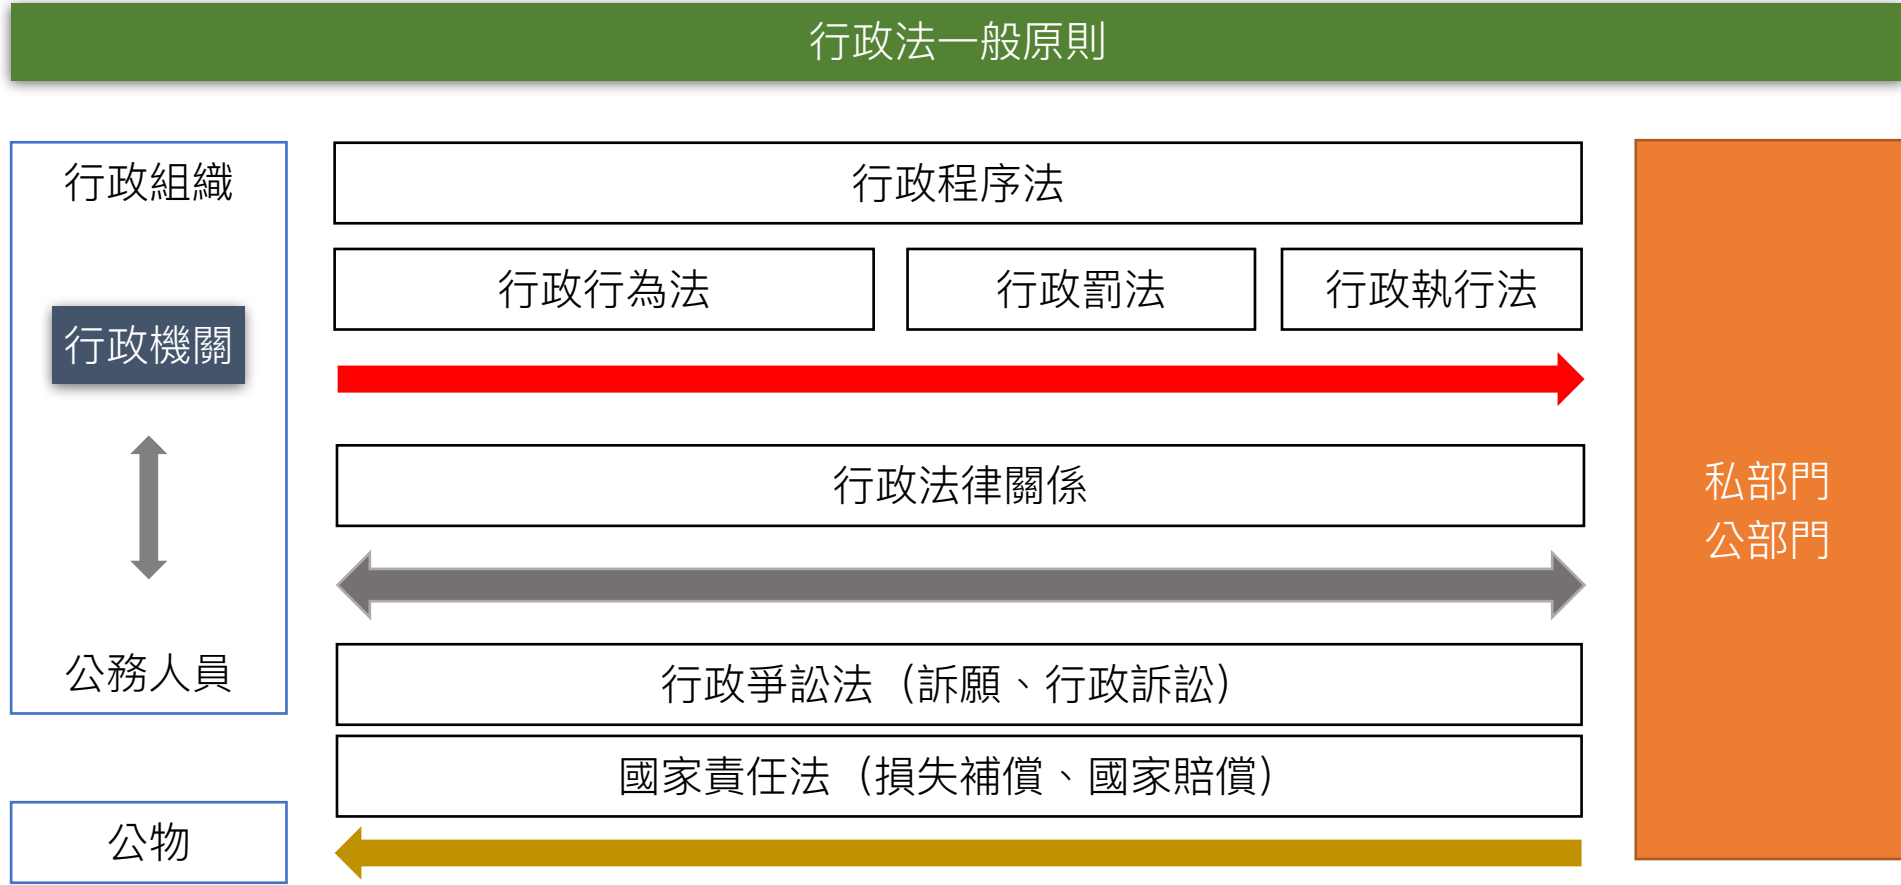 行政法一般原則
行政組織
行政機關
公務人員
公物
行政程序法
行政行為法
行政罰法
行政執行法
行政法律關係
行政爭訟法（訴願、行政訴訟）
國家責任法（損失補償、國家賠償）
私部門
公部門